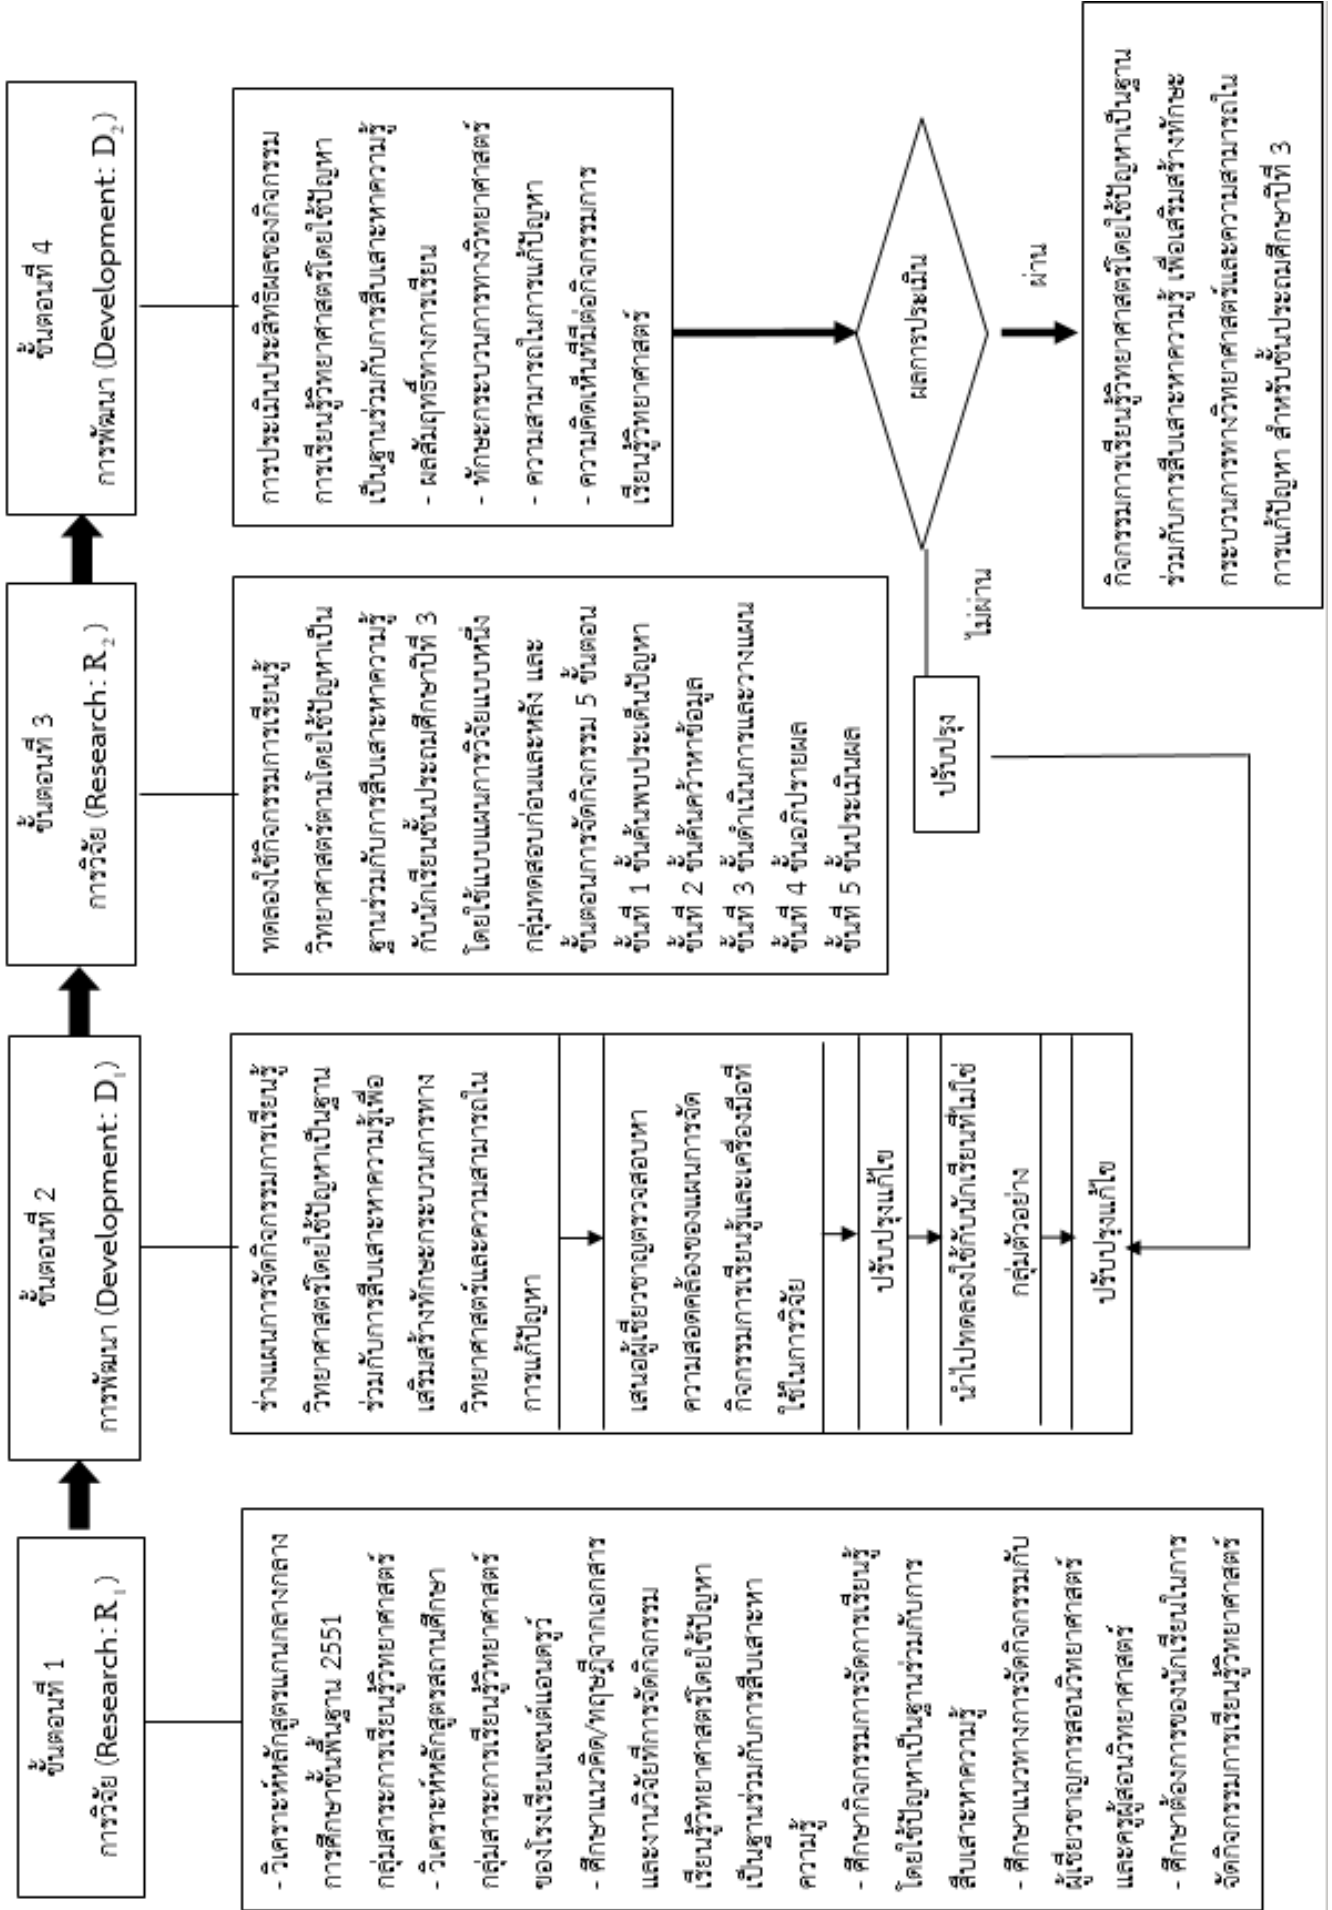 ขั้นตอนที่ 1
การวิจัย (Research: R₁)
- วิเคราะห์หลักสูตรแกนกลางกลาง
การศึกษาขั้นพื้นฐาน 2551
กลุ่มสาระการเรียนรู้วิทยาศาสตร์
- วิเคราะห์หลักสูตรสถานศึกษา
กลุ่มสาระการเรียนรู้วิทยาศาสตร์
ของโรงเรียนเซนต์แอนดรูว์
- ศึกษาแนวคิด/ทฤษฎีจากเอกสาร
และงานวิจัยที่การจัดกิจกรรม
เรียนรู้วิทยาศาสตร์โดยใช้ปัญหา
เป็นฐานร่วมกับการสืบเสาะหา
ความรู้
- ศึกษากิจกรรมการจัดการเรียนรู้
โดยใช้ปัญหาเป็นฐานร่วมกับการ
สืบเสาะหาความรู้
- ศึกษาแนวทางการจัดกิจกรรมกับ
ผู้เชี่ยวชาญการสอนวิทยาศาสตร์
และครูผู้สอนวิทยาศาสตร์
- ศึกษาต้องการของนักเรียนในการ
จัดกิจกรรมการเรียนรู้วิทยาศาสตร์
ขั้นตอนที่ 2
การพัฒนา (Development: D₁)
ร่างแผนการจัดกิจกรรมการเรียนรู้
วิทยาศาสตร์โดยใช้ปัญหาเป็นฐาน
ร่วมกับการสืบเสาะหาความรู้เพื่อ
เสริมสร้างทักษะกระบวนการทาง
วิทยาศาสตร์และความสามารถใน
การแก้ปัญหา
เสนอผู้เชี่ยวชาญตรวจสอบหา
ความสอดคล้องของแผนการจัด
กิจกรรมการเรียนรู้และเครื่องมือที่
ใช้ในการวิจัย
ปรับปรุงแก้ไข
นำไปทดลองใช้กับนักเรียนที่ไม่ใช่
กลุ่มตัวอย่าง
ปรับปรุงแก้ไข
ขั้นตอนที่ 3
การวิจัย (Research: R₂)
ทดลองใช้กิจกรรมการเรียนรู้
วิทยาศาสตร์ตามโดยใช้ปัญหาเป็น
ฐานร่วมกับการสืบเสาะหาความรู้
กับนักเรียนชั้นประถมศึกษาปีที่ 3
โดยใช้แบบแผนการวิจัยแบบหนึ่ง
กลุ่มทดสอบก่อนและหลัง และ
ขั้นตอนการจัดกิจกรรม 5 ขั้นตอน
ขั้นที่ 1 ขั้นค้นพบประเด็นปัญหา
ขั้นที่ 2 ขั้นค้นคว้าหาข้อมูล
ขั้นที่ 3 ขั้นดำเนินการและวางแผน
ขั้นที่ 4 ขั้นอภิปรายผล
ขั้นที่ 5 ขั้นประเมินผล
ขั้นตอนที่ 4
การพัฒนา (Development: D₂)
การประเมินประสิทธิผลของกิจกรรม
การเรียนรู้วิทยาศาสตร์โดยใช้ปัญหา
เป็นฐานร่วมกับการสืบเสาะหาความรู้
- ผลสัมฤทธิ์ทางการเรียน
- ทักษะกระบวนการทางวิทยาศาสตร์
- ความสามารถในการแก้ปัญหา
- ความคิดเห็นที่มีต่อกิจกรรมการ
เรียนรู้วิทยาศาสตร์
ผลการประเมิน
ไม่ผ่าน
ปรับปรุง
ผ่าน
กิจกรรมการเรียนรู้วิทยาศาสตร์โดยใช้ปัญหาเป็นฐาน
ร่วมกับการสืบเสาะหาความรู้ เพื่อเสริมสร้างทักษะ
กระบวนการทางวิทยาศาสตร์และความสามารถใน
การแก้ปัญหา สำหรับชั้นประถมศึกษาปีที่ 3